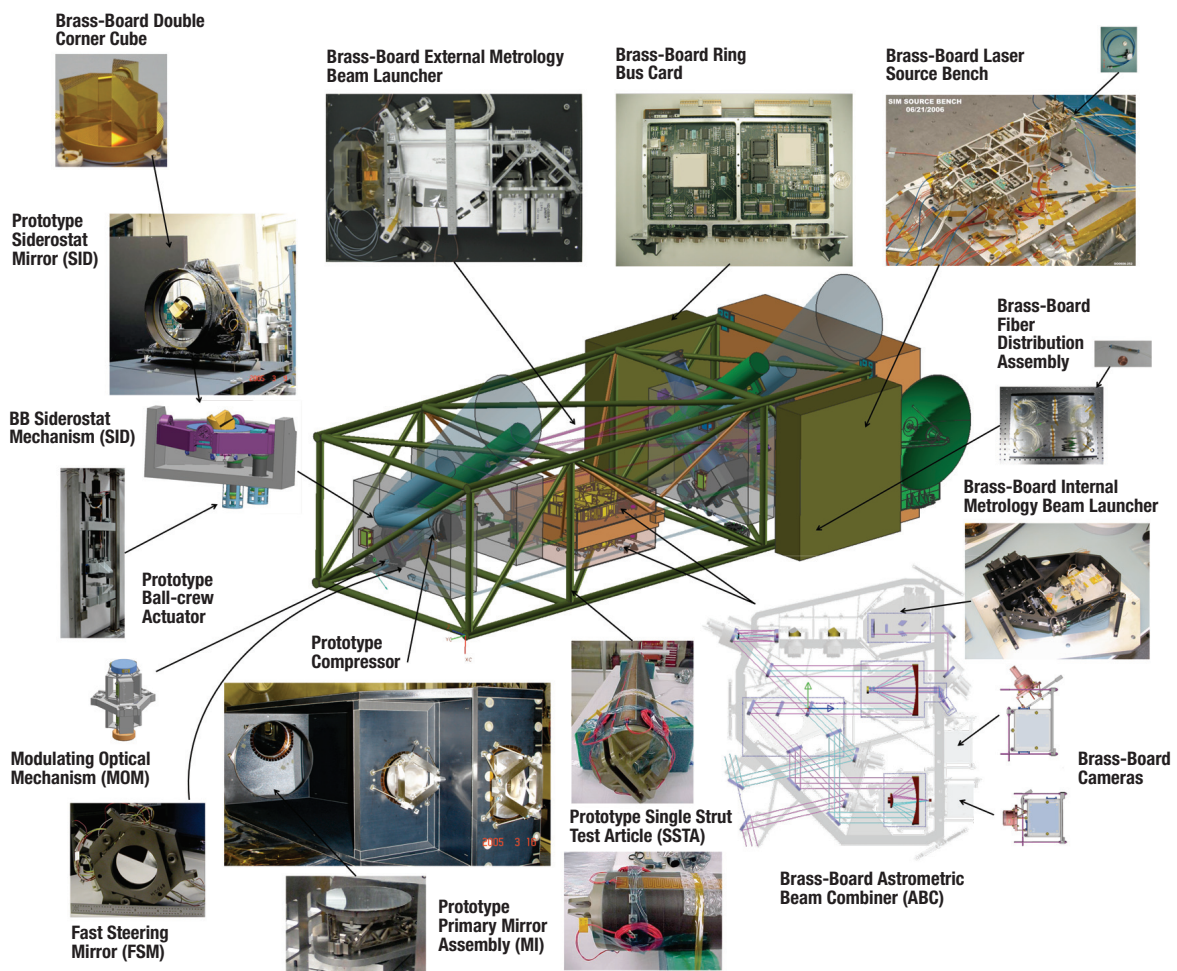 Brass-Board Double
Corner Cube
Brass-Board External Metrology
Beam Launcher
Brass-Board Ring
Bus Card
Brass-Board Laser
Source Bench
SIM SOURCE BENCH
06/21/2006
Prototype
Siderostat
Mirror (SID)
2005 3
Brass-Board
Fiber
Distribution
Assembly
BB Siderostat
Mechanism (SID)
Brass-Board Internal
Metrology Beam Launcher
Prototype
Ball-crew
Actuator
Prototype
Compressor
Modulating Optical
Mechanism (MOM)
Brass-Board
Cameras
2005 3 10
Prototype Single Strut
Test Article (SSTA)
Brass-Board Astrometric
Beam Combiner (ABC)
Prototype
Primary Mirror
Assembly (MI)
Fast Steering
Mirror (FSM)